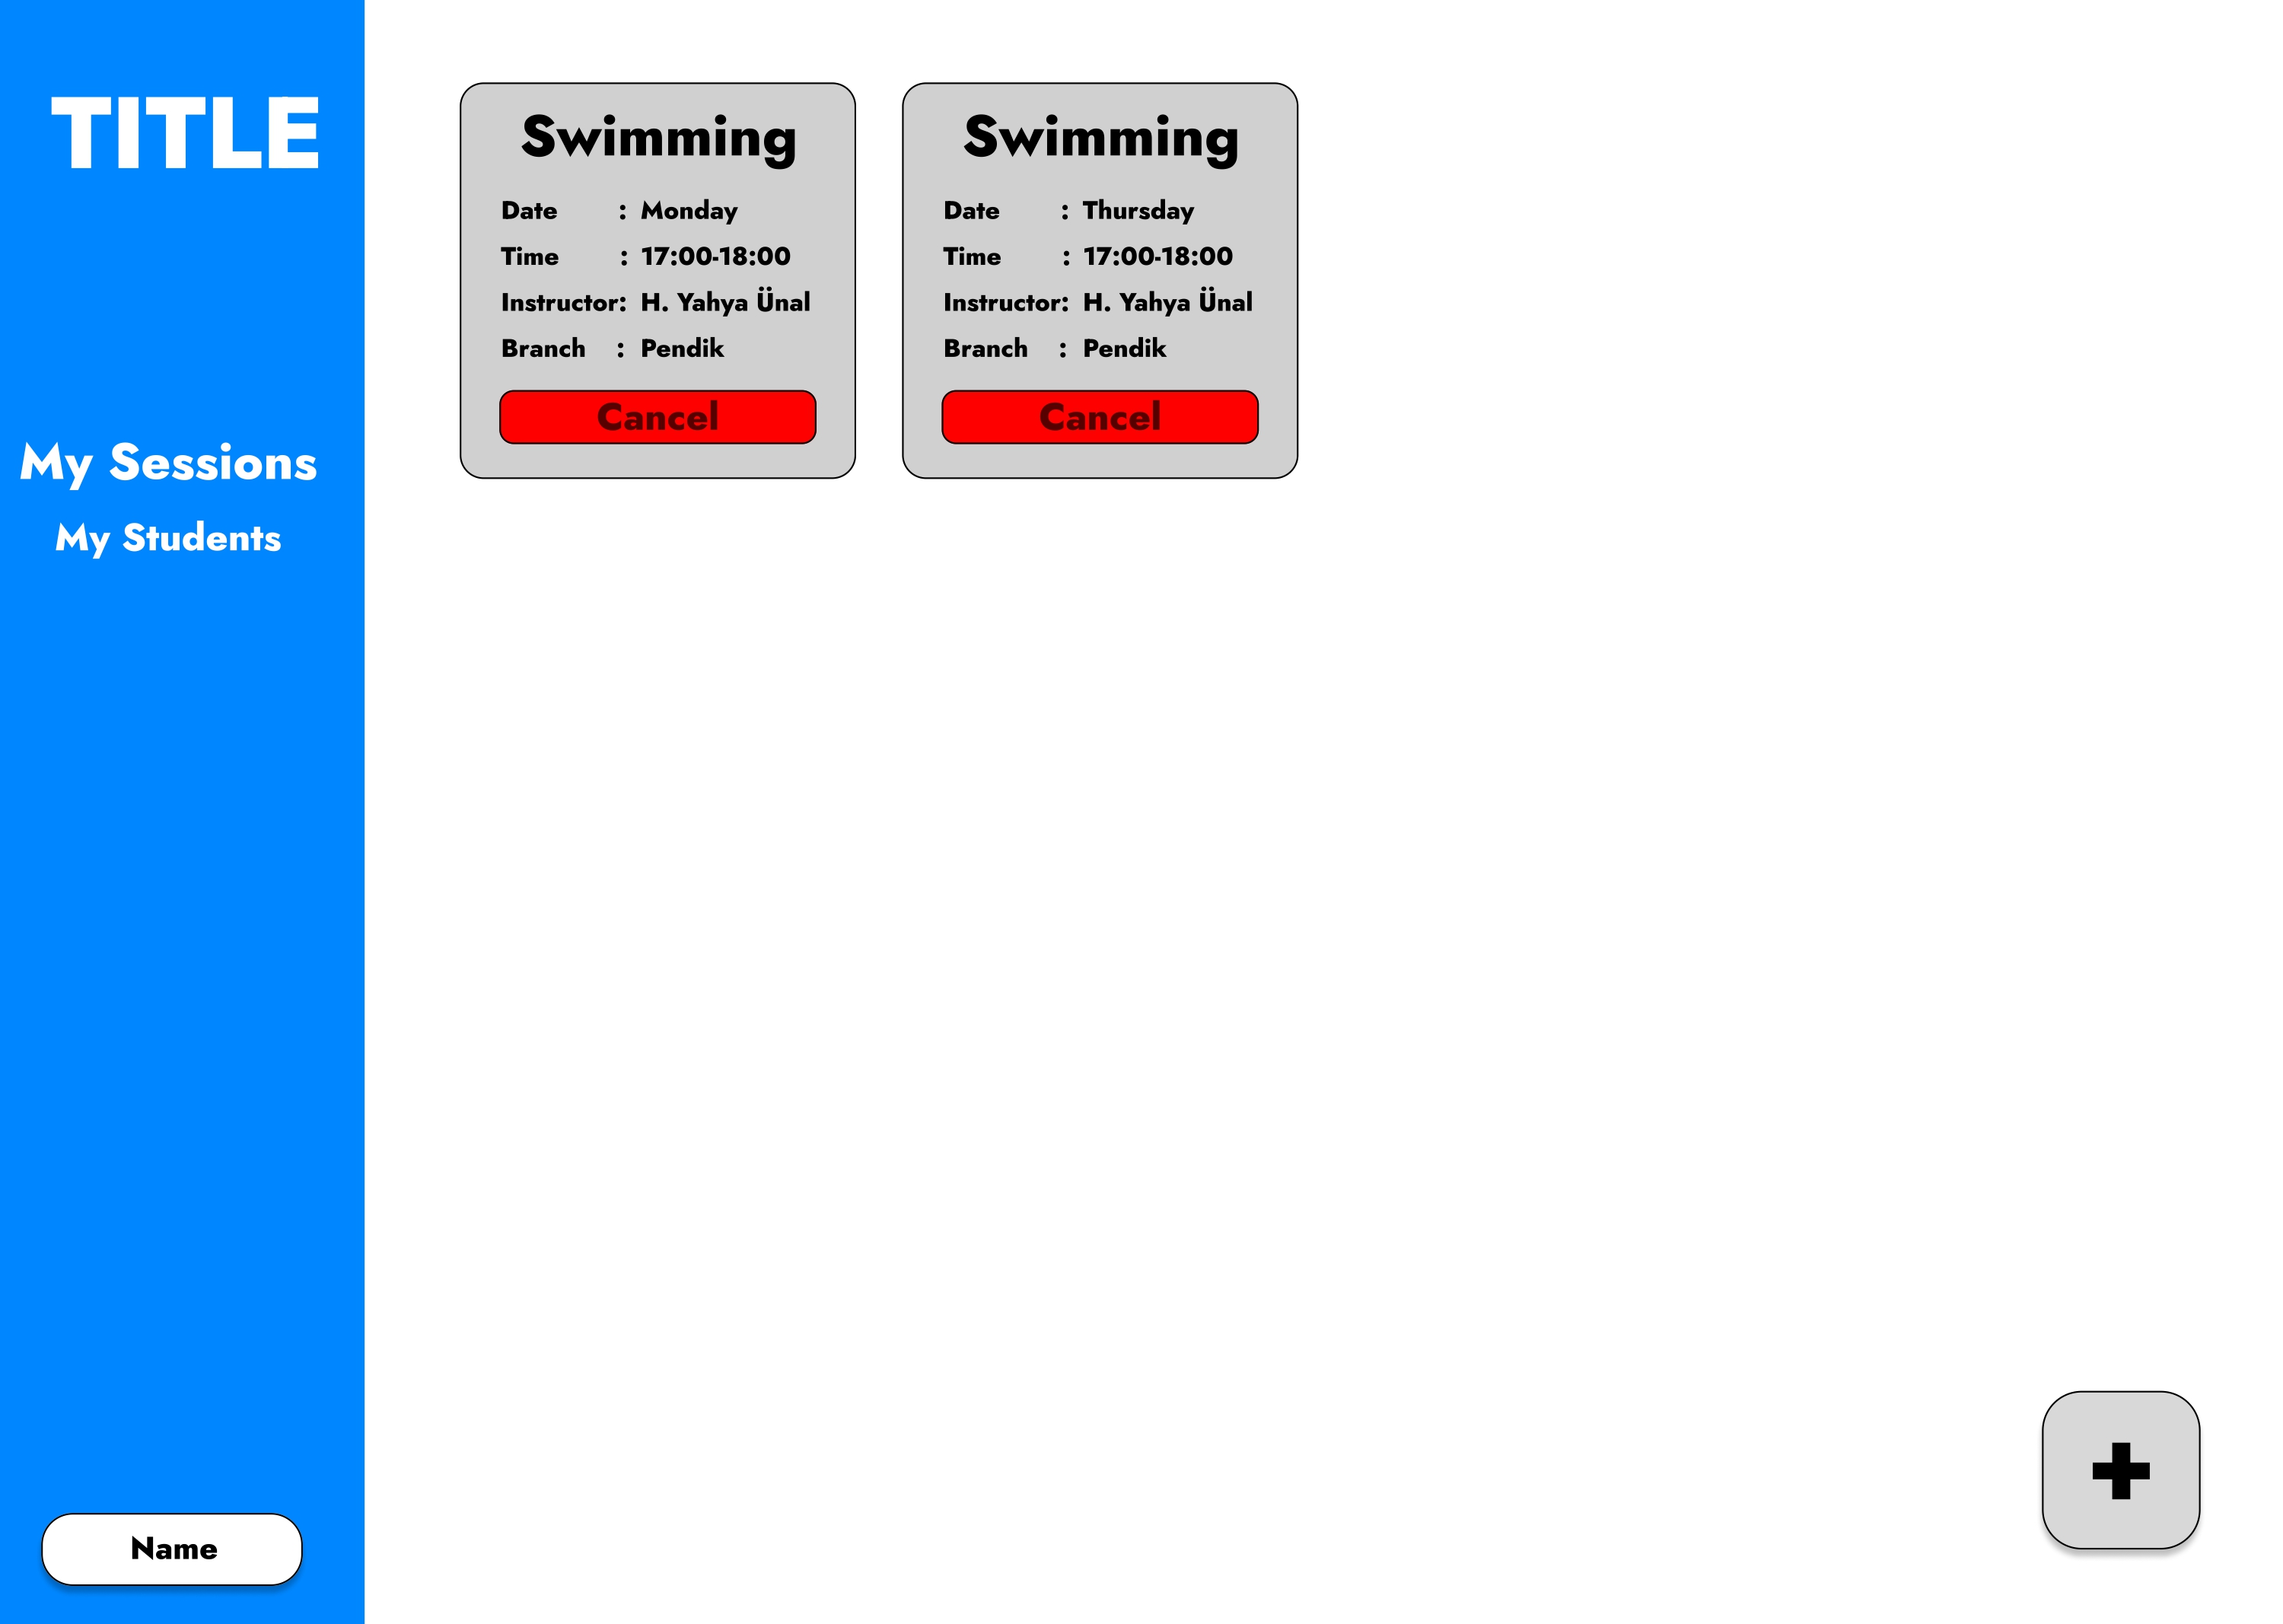 TITLE
My Sessions
My Students
Name
Swimming
Date : Monday
Time : 17:00-18:00
Instructor: H. Yahya Ünal
Branch : Pendik
Cancel
Swimming
Date : Thursday
Time : 17:00-18:00
Instructor: H. Yahya Ünal
Branch : Pendik
Cancel
+